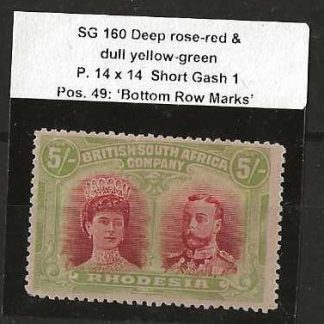 SG 160 Deep rose-red &
dull yellow-green
P. 14 x 14 Short Gash 1
Pos. 49: ‘Bottom Row Marks’
5/- BRITISH SOUTH AFRICA 5/-
COMPANY
RHODESIA